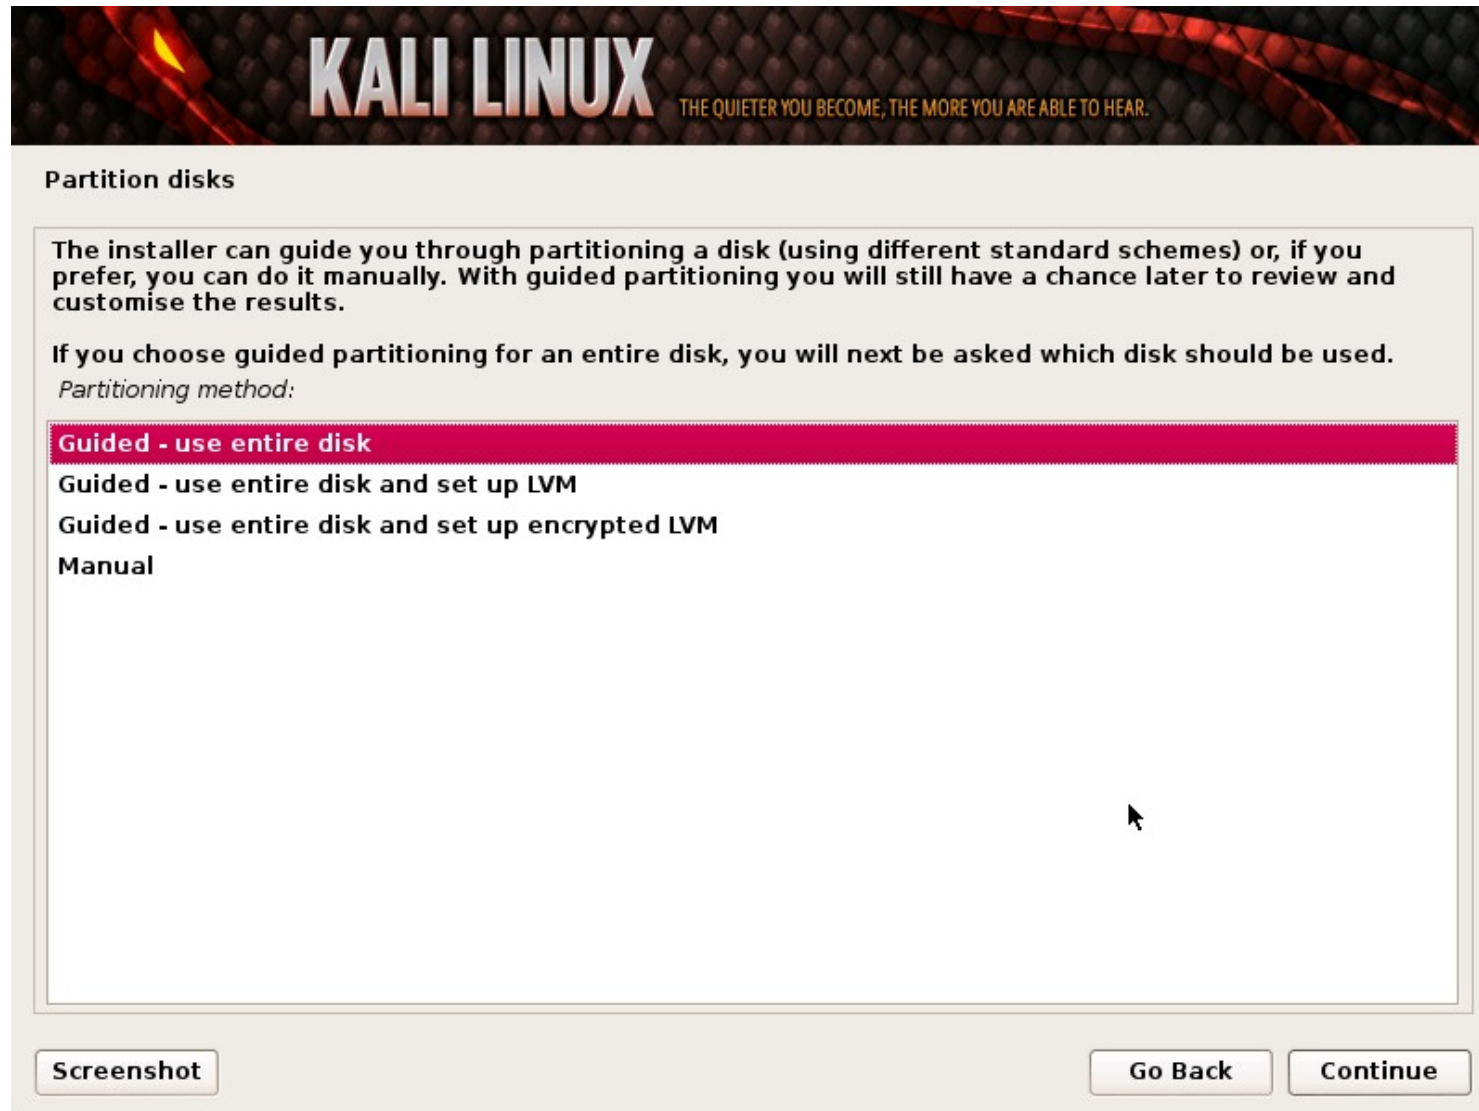 KALI LINUX
THE QUIETER YOU BECOME, THE MORE YOU ARE ABLE TO HEAR.
Partition disks
The installer can guide you through partitioning a disk (using different standard schemes) or, if you
prefer, you can do it manually. With guided partitioning you will still have a chance later to review and
customise the results.
If you choose guided partitioning for an entire disk, you will next be asked which disk should be used.
Partitioning method:
Guided - use entire disk
Guided - use entire disk and set up LVM
Guided - use entire disk and set up encrypted LVM
Manual
Screenshot
Go Back
Continue